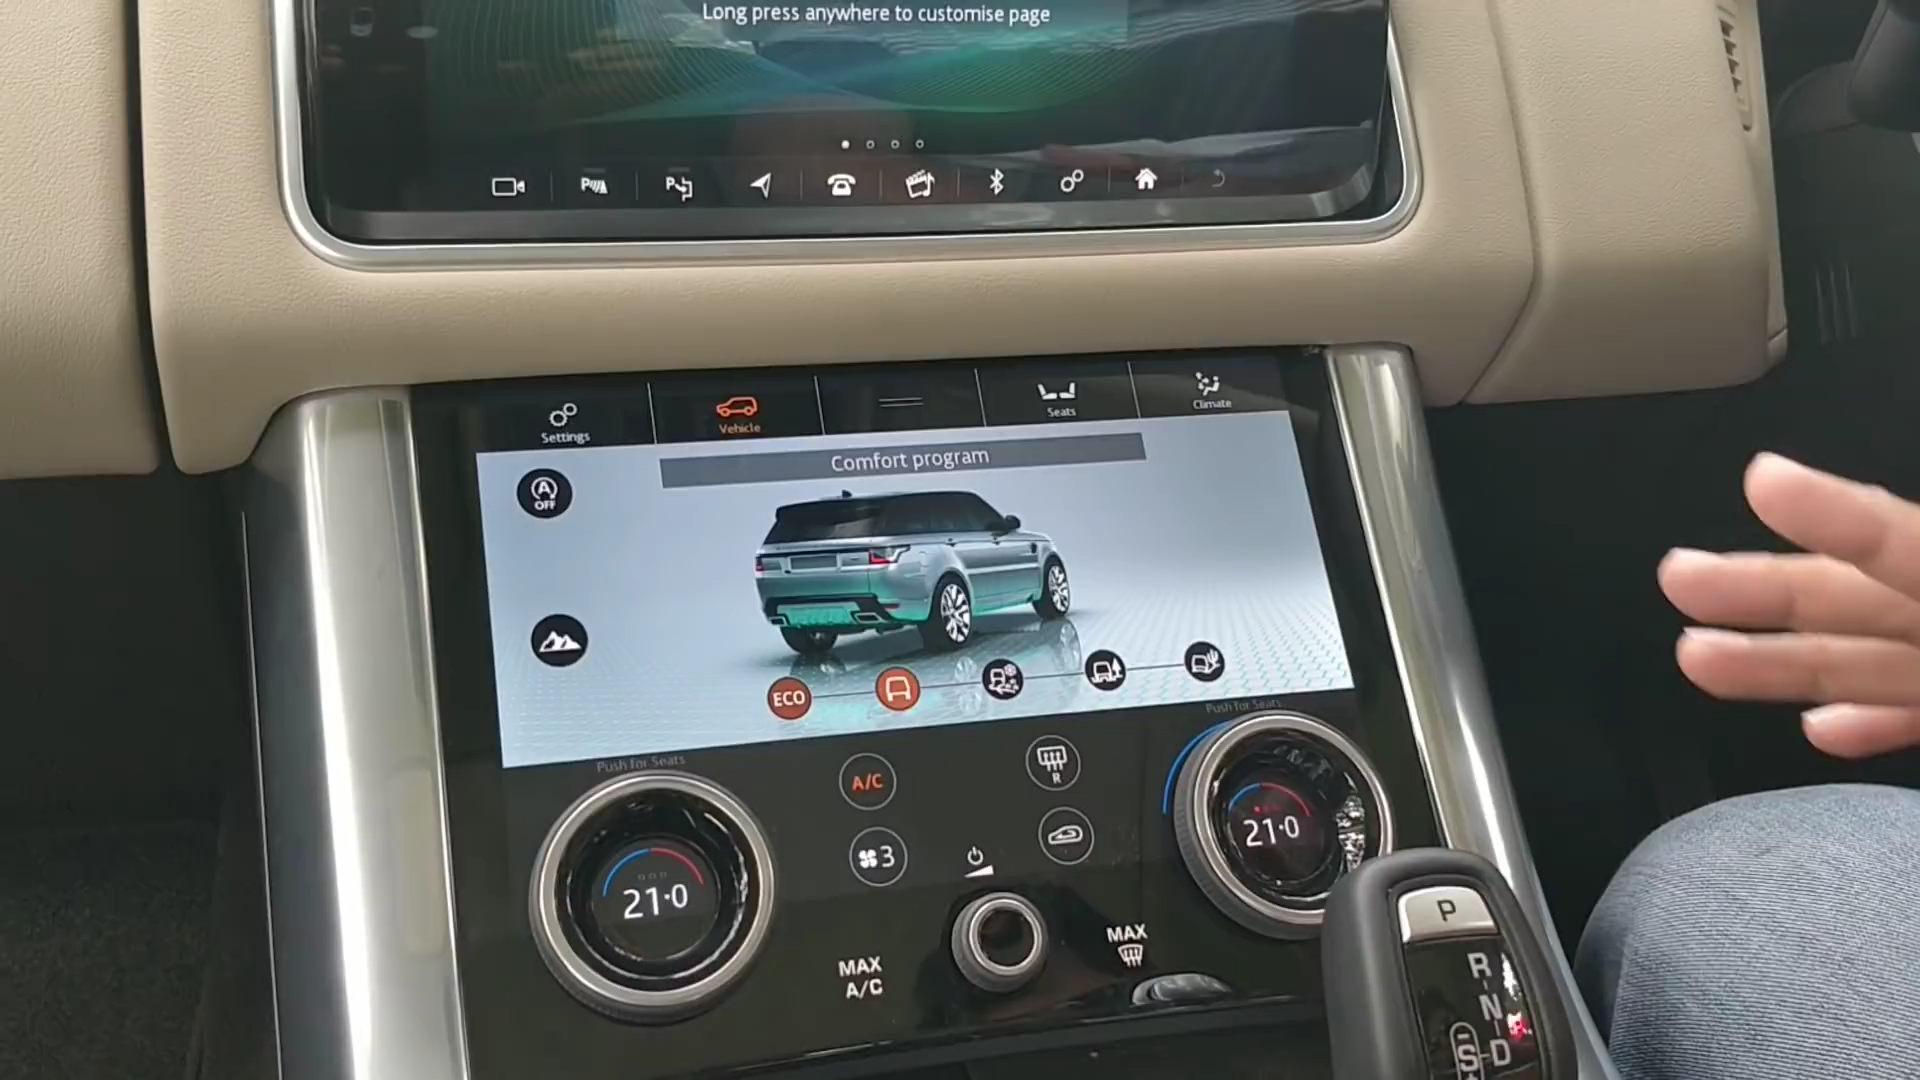 Long press anywhere to customise page
P
P
Settings
Vehicle
Seats
Climate
Comfort program
A
OFF
ECO
Push for Seats
Push for Seats
A/C
R
3
21·0
21·0
MAX
A/C
MAX
P
R
N
D
S